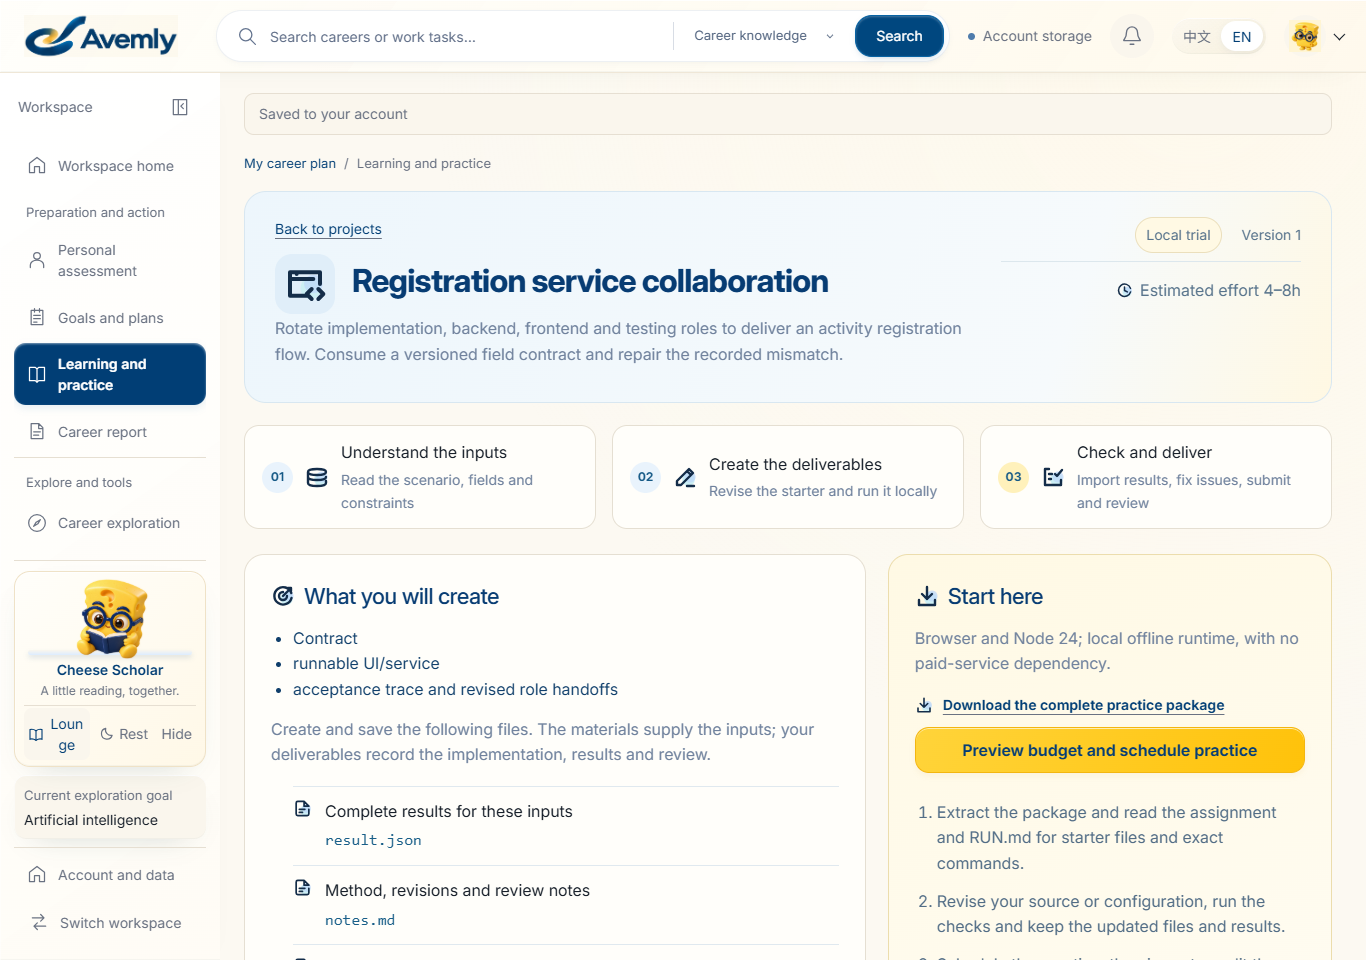 Avemly
Search careers or work tasks...
Career knowledge
Search
Account storage
中文
EN
Workspace
Workspace home
Preparation and action
Personal
assessment
Goals and plans
Learning and
practice
Career report
Explore and tools
Career exploration
Cheese Scholar
A little reading, together.
Loun
ge
Rest
Hide
Current exploration goal
Artificial intelligence
Account and data
Switch workspace
Saved to your account
My career plan / Learning and practice
Back to projects
Local trial
Version 1
Registration service collaboration
Estimated effort 4–8h
Rotate implementation, backend, frontend and testing roles to deliver an activity registration
flow. Consume a versioned field contract and repair the recorded mismatch.
01
Understand the inputs
Read the scenario, fields and
constraints
02
Create the deliverables
Revise the starter and run it locally
03
Check and deliver
Import results, fix issues, submit
and review
What you will create
• Contract
• runnable UI/service
• acceptance trace and revised role handoffs
Create and save the following files. The materials supply the inputs; your
deliverables record the implementation, results and review.
Complete results for these inputs
result.json
Method, revisions and review notes
notes.md
Start here
Browser and Node 24; local offline runtime, with no
paid-service dependency.
Download the complete practice package
Preview budget and schedule practice
1. Extract the package and read the assignment
and RUN.md for starter files and exact
commands.
2. Revise your source or configuration, run the
checks and keep the updated files and results.